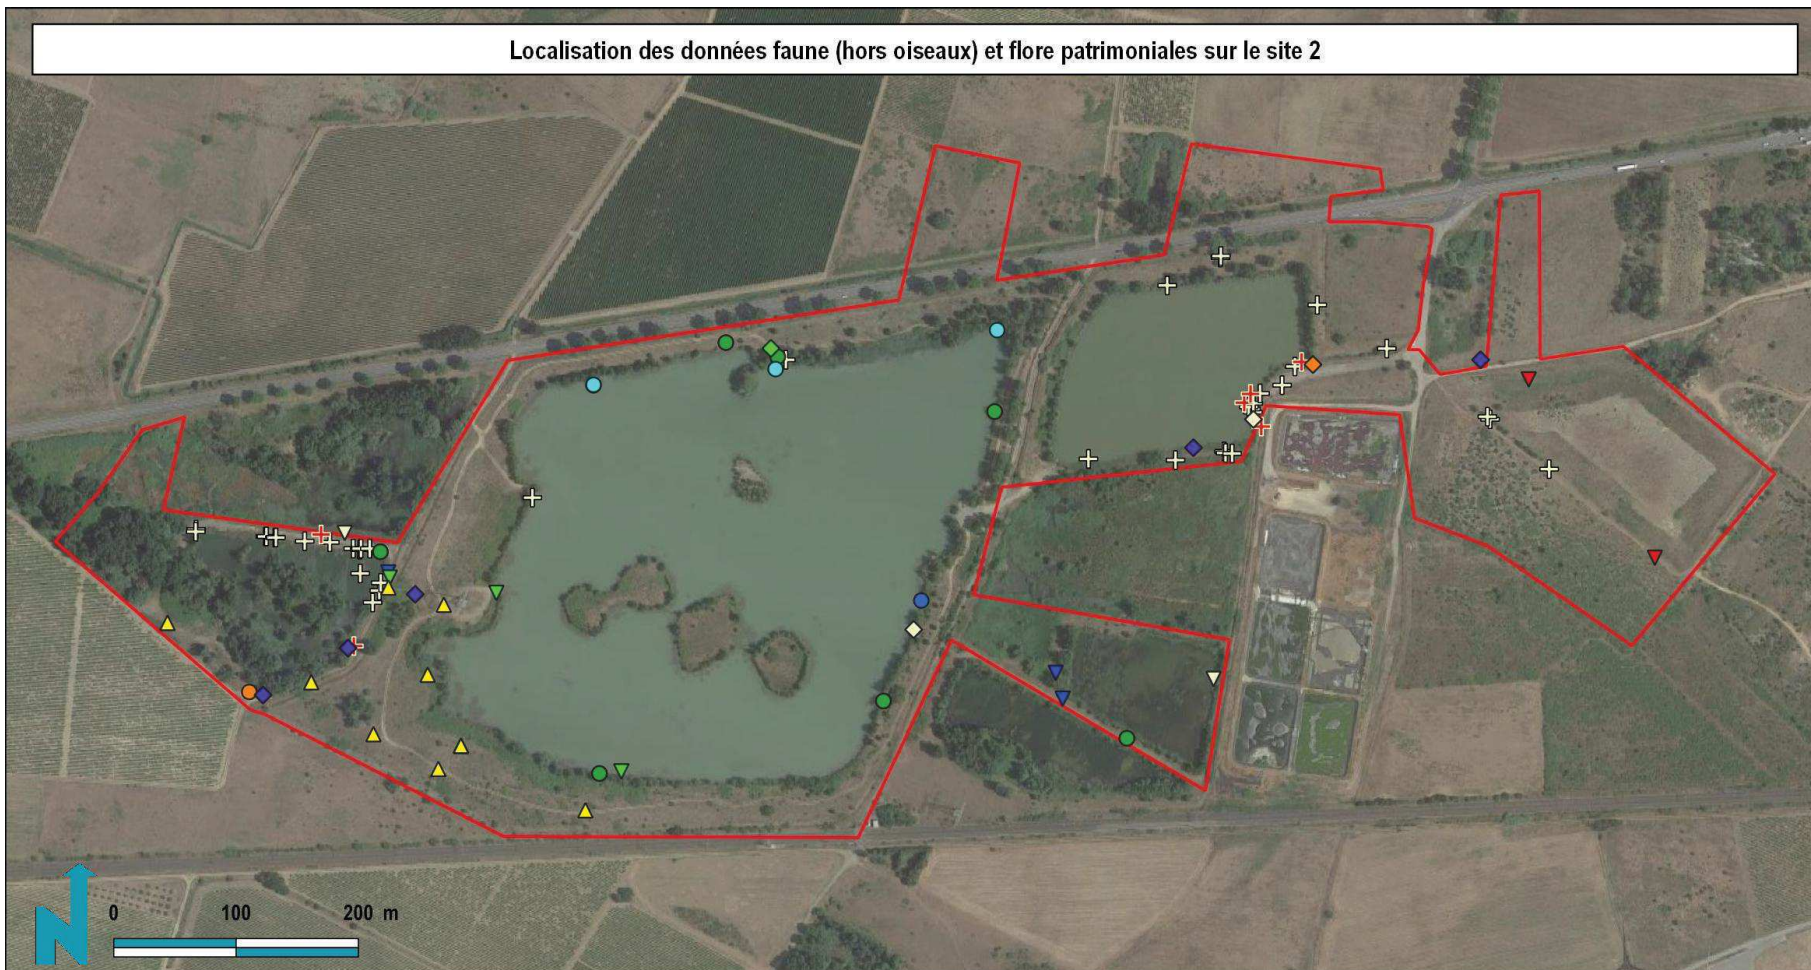 Localisation des données faune (hors oiseaux) et flore patrimoniales sur le site 2
0 100 200 m
N